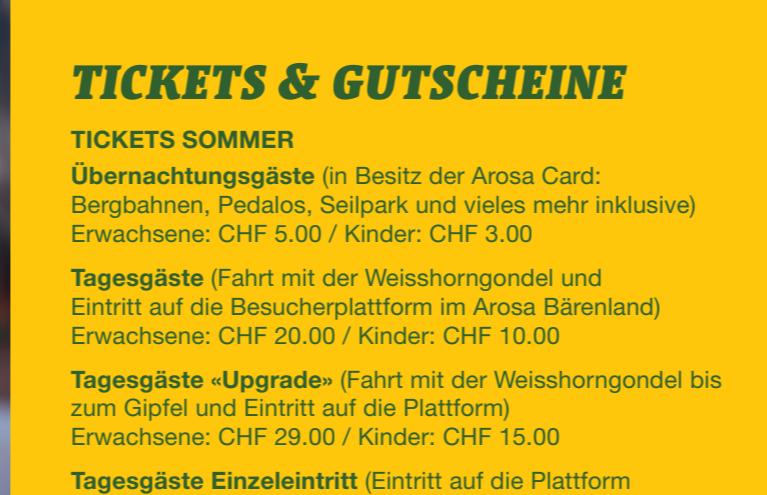 TICKETS & GUTSCHEINE
TICKETS SOMMER
Übernachtungsgäste (in Besitz der Arosa Card:
Bergbahnen, Pedalos, Seilpark und vieles mehr inklusive)
Erwachsene: CHF 5.00 / Kinder: CHF 3.00
Tagesgäste (Fahrt mit der Weisshorngondel und
Eintritt auf die Besucherplattform im Arosa Bärenland)
Erwachsene: CHF 20.00 / Kinder: CHF 10.00
Tagesgäste «Upgrade» (Fahrt mit der Weisshorngondel bis
zum Gipfel und Eintritt auf die Plattform)
Erwachsene: CHF 29.00 / Kinder: CHF 15.00
Tagesgäste Einzeleintritt (Eintritt auf die Plattform